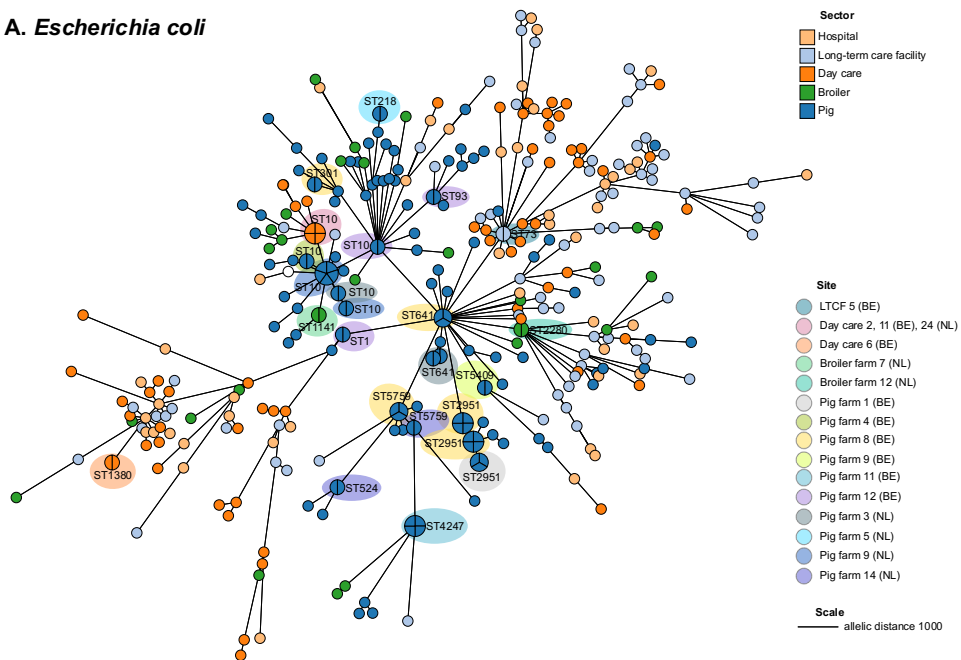 A. Escherichia coli
Sector
Hospital
Long-term care facility
Day care
Broiler
Pig
ST218
ST301
ST93
ST10
ST10
ST73
ST10
ST10
ST10
ST10
ST641
ST2280
ST1141
ST1
ST641
ST5409
ST5759
ST2951
ST5759
ST2951
ST2951
ST1380
ST524
ST4247
Site
LTCF 5 (BE)
Day care 2, 11 (BE), 24 (NL)
Day care 6 (BE)
Broiler farm 7 (NL)
Broiler farm 12 (NL)
Pig farm 1 (BE)
Pig farm 4 (BE)
Pig farm 8 (BE)
Pig farm 9 (BE)
Pig farm 11 (BE)
Pig farm 12 (BE)
Pig farm 3 (NL)
Pig farm 5 (NL)
Pig farm 9 (NL)
Pig farm 14 (NL)
Scale
allelic distance 1000